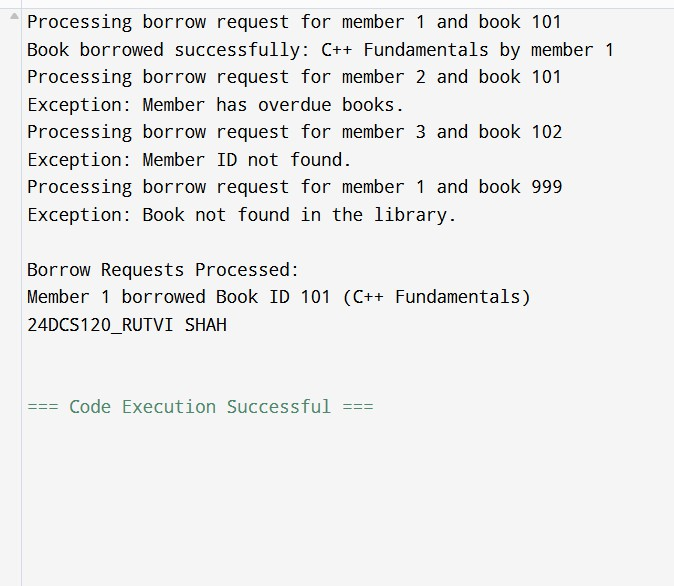 Processing borrow request for member 1 and book 101
Book borrowed successfully: C++ Fundamentals by member 1
Processing borrow request for member 2 and book 101
Exception: Member has overdue books.
Processing borrow request for member 3 and book 102
Exception: Member ID not found.
Processing borrow request for member 1 and book 999
Exception: Book not found in the library.
Borrow Requests Processed:
Member 1 borrowed Book ID 101 (C++ Fundamentals)
24DCS120_RUTVI SHAH
=== Code Execution Successful ===